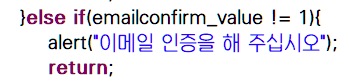 }else if(emailconfirm_value != 1){
alert("이메일 인증을 해 주십시오");
return;